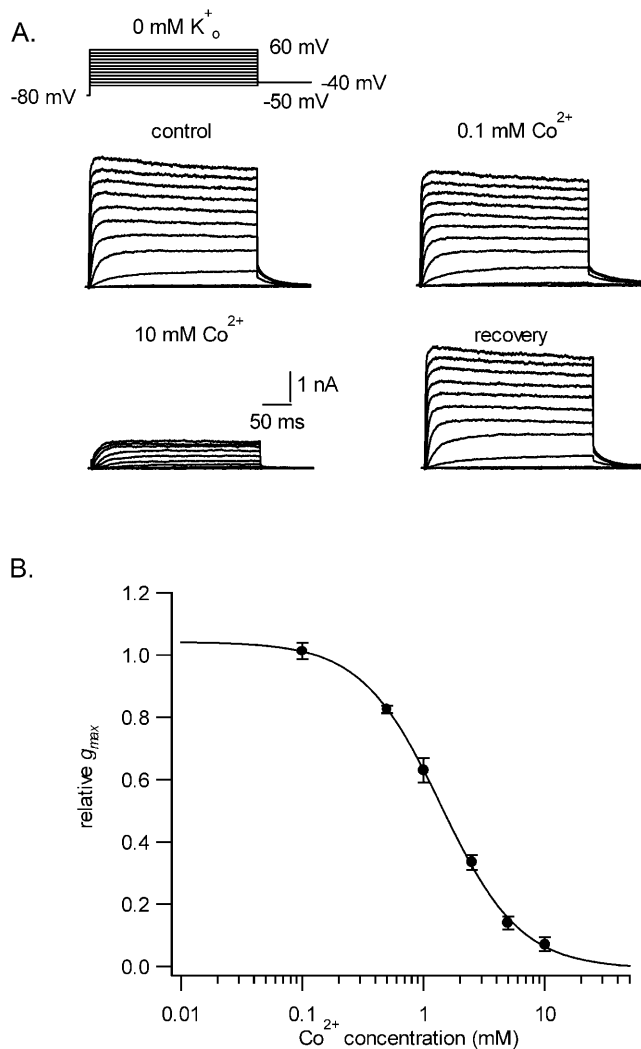 A.
0 mM K⁺ₒ
60 mV
-80 mV
-40 mV
-50 mV
control
0.1 mM Co²⁺
10 mM Co²⁺
recovery
1 nA
50 ms
B.
relative gmax
1.2
1.0
0.8
0.6
0.4
0.2
0.0
0.01 0.1 1 10
Co²⁺ concentration (mM)